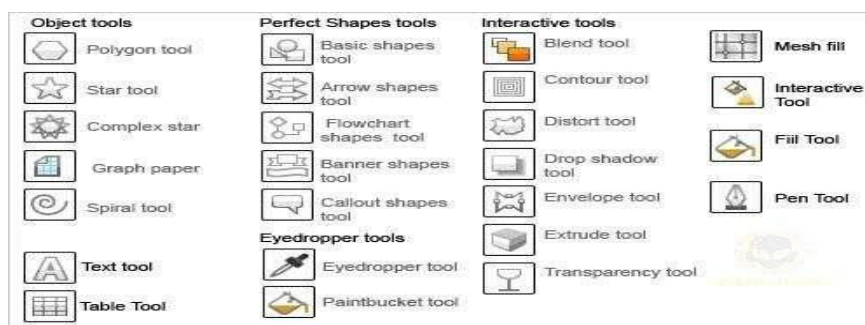 Object tools
Polygon tool
Star tool
Complex star
Graph paper
Spiral tool
Text tool
Table Tool
Perfect Shapes tools
Basic shapes
tool
Arrow shapes
tool
Flowchart
shapes tool
Banner shapes
tool
Callout shapes
tool
Eyedropper tools
Eyedropper tool
Paintbucket tool
Interactive tools
Blend tool
Contour tool
Distort tool
Drop shadow
tool
Envelope tool
Extrude tool
Transparency tool
Mesh fill
Interactive
Tool
Fiil Tool
Pen Tool